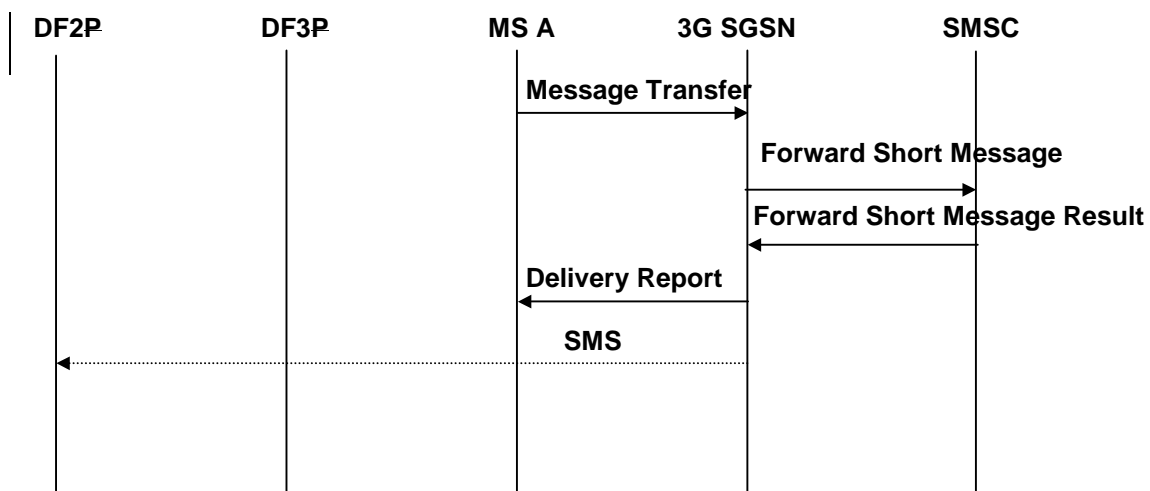 DF2P DF3P MS A 3G SGSN SMSC
Message Transfer
Forward Short Message
Forward Short Message Result
Delivery Report
SMS